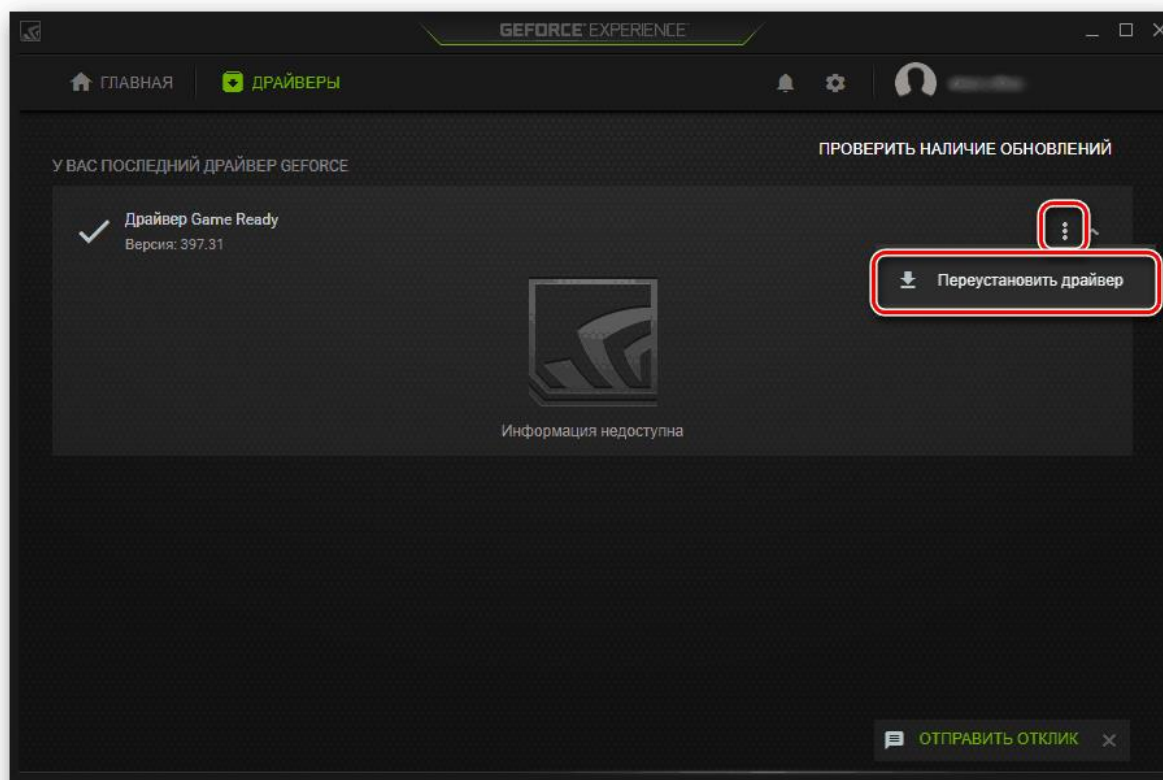 GEFORCE® EXPERIENCE™
ГЛАВНАЯ
ДРАЙВЕРЫ
ПРОВЕРИТЬ НАЛИЧИЕ ОБНОВЛЕНИЙ
У ВАС ПОСЛЕДНИЙ ДРАЙВЕР GEFORCE
Драйвер Game Ready
Версия: 397.31
Переустановить драйвер
Информация недоступна
ОТПРАВИТЬ ОТКЛИК